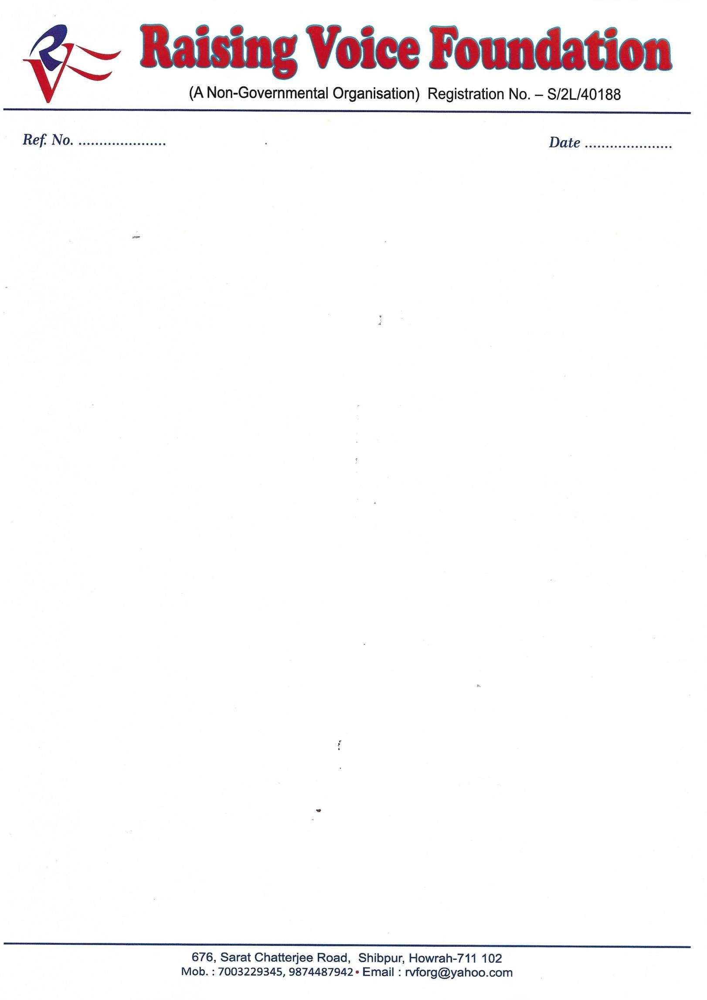 RV
Raising Voice Foundation
(A Non-Governmental Organisation) Registration No. – S/2L/40188
Ref. No. .....................
Date .....................
676, Sarat Chatterjee Road, Shibpur, Howrah-711 102
Mob. : 7003229345, 9874487942 • Email : rvforg@yahoo.com